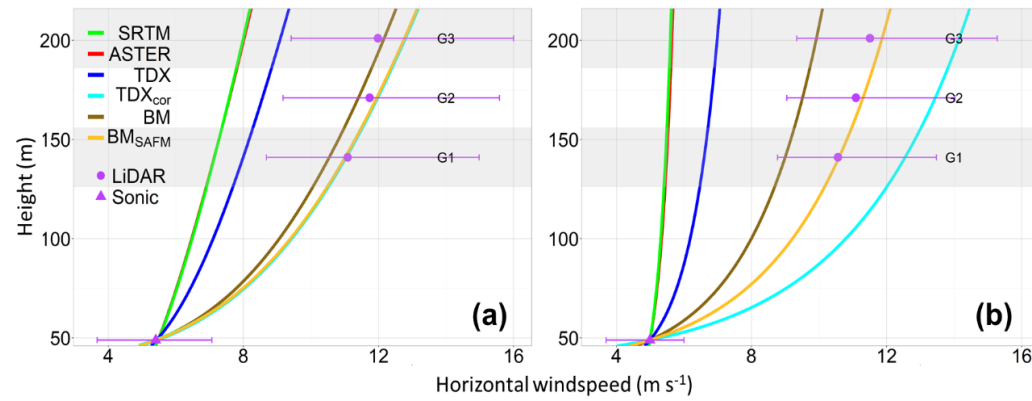 SRTM
ASTER
TDX
TDXcor
BM
BMSAFM
LiDAR
Sonic
G3
G2
G1
(a)
G3
G2
G1
(b)
200
150
100
50
200
150
100
50
4 8 12 16
4 8 12 16
Height (m)
Horizontal windspeed (m s-1)